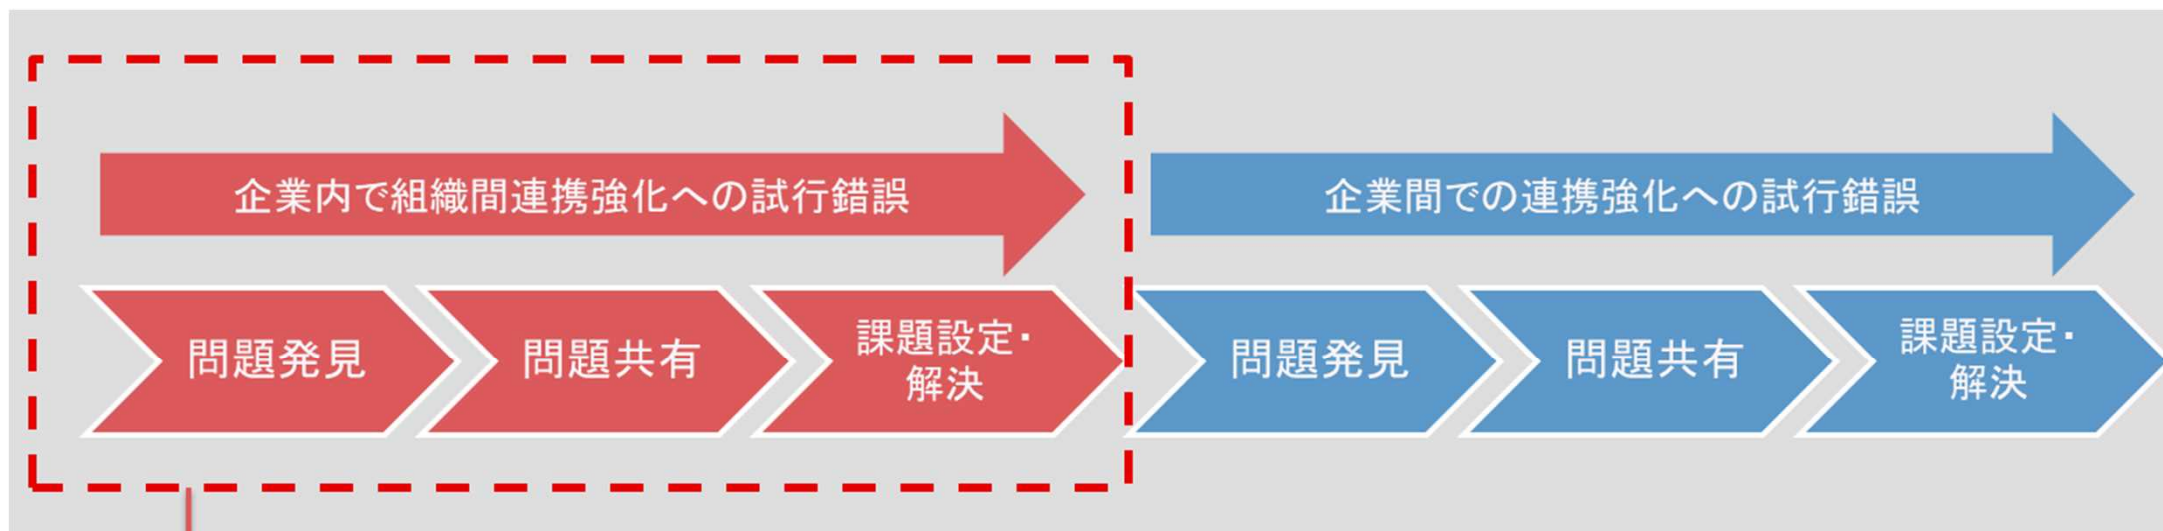 企業内で組織間連携強化への試行錯誤
企業間での連携強化への試行錯誤
問題発見
問題共有
課題設定・
解決
問題発見
問題共有
課題設定・
解決